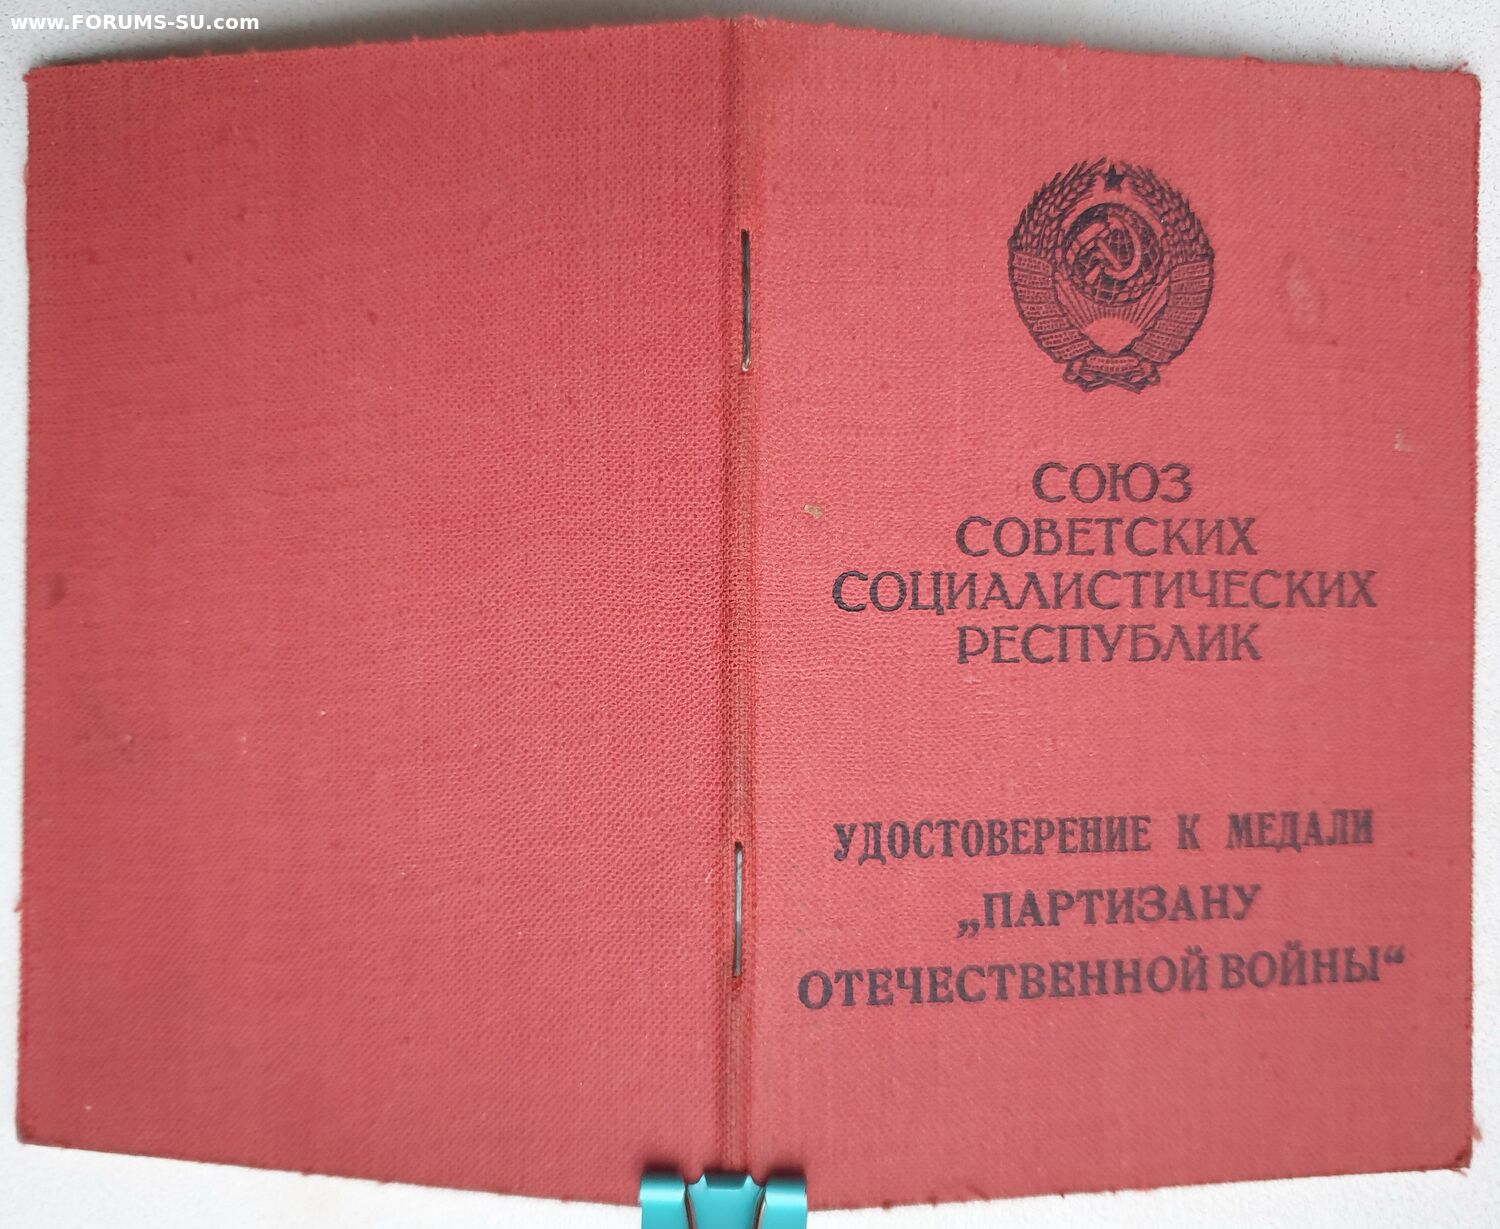 www.FORUMS-SU.com
СОЮЗ
СОВЕТСКИХ
СОЦИАЛИСТИЧЕСКИХ
РЕСПУБЛИК
УДОСТОВЕРЕНИЕ К МЕДАЛИ
„ПАРТИЗАНУ
ОТЕЧЕСТВЕННОЙ ВОЙНЫ“